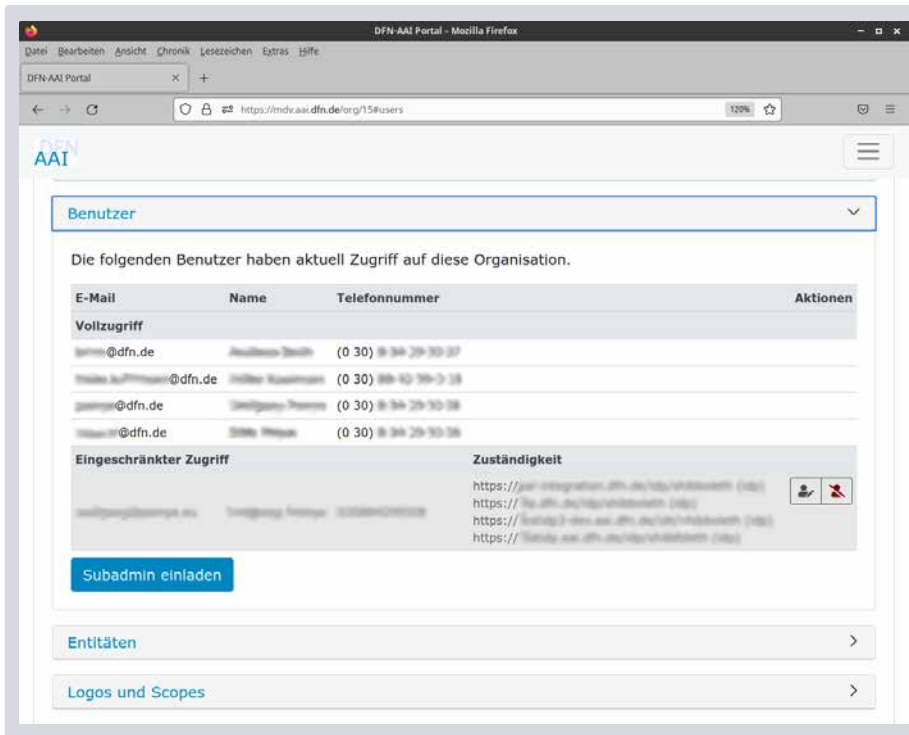 DFN-AAI Portal - Mozilla Firefox
Datei Bearbeiten Ansicht Chronik Lesezeichen Extras Hilfe
DFN-AAI Portal
https://mdv.aai.dfn.de/org/15#users 120%
DFN
AAI
Benutzer
Die folgenden Benutzer haben aktuell Zugriff auf diese Organisation.
E-Mail Name Telefonnummer Aktionen
Vollzugriff
@dfn.de (0 30)
@dfn.de (0 30)
@dfn.de (0 30)
@dfn.de (0 30)
Eingeschränkter Zugriff Zuständigkeit
https://
https://
https://
https://
Subadmin einladen
Entitäten
Logos und Scopes